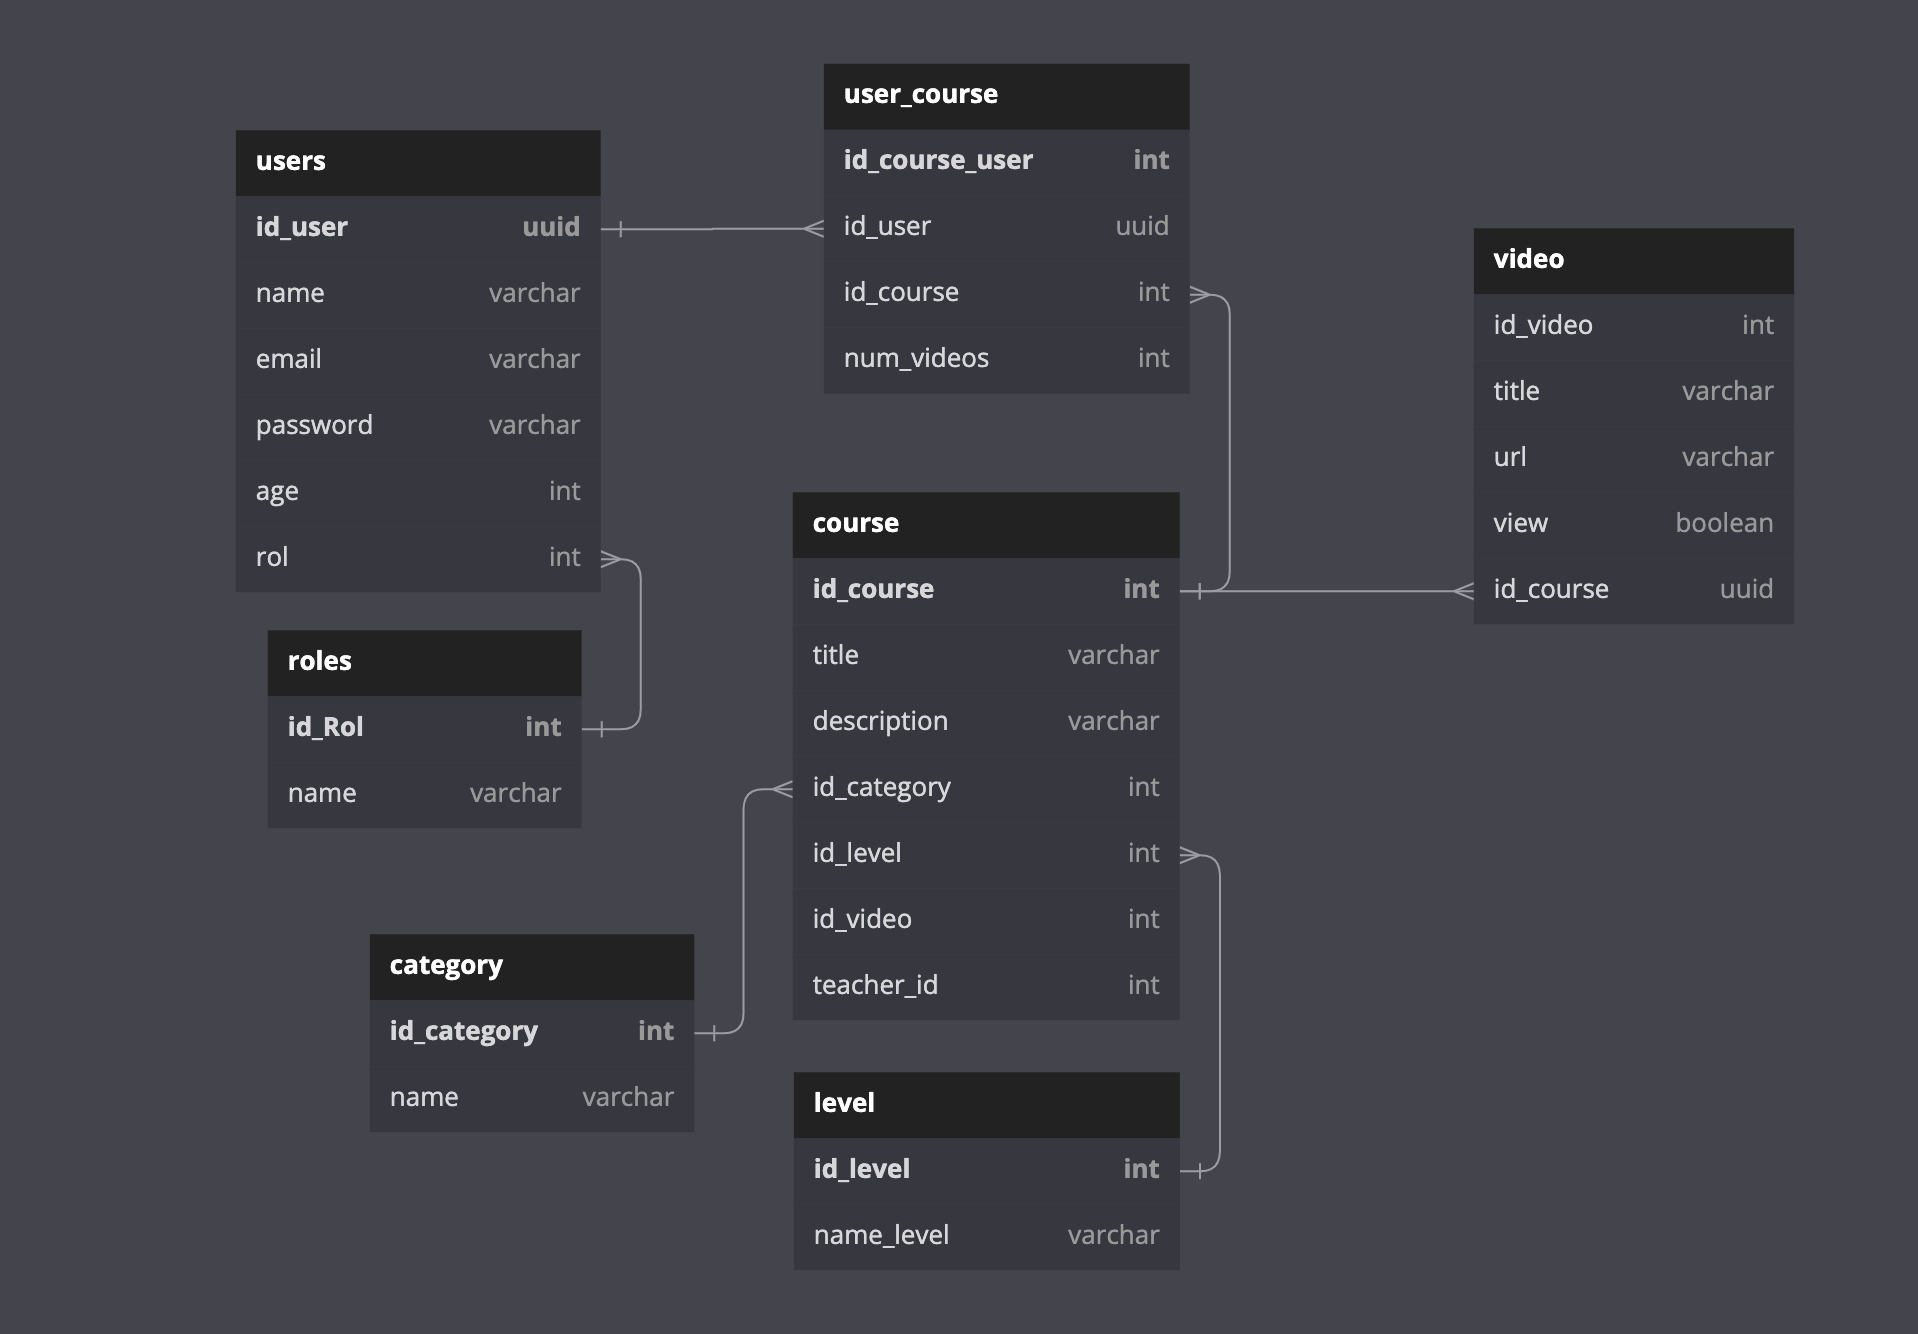 users
id_user uuid
name varchar
email varchar
password varchar
age int
rol int
roles
id_Rol int
name varchar
category
id_category int
name varchar
user_course
id_course_user int
id_user uuid
id_course int
num_videos int
course
id_course int
title varchar
description varchar
id_category int
id_level int
id_video int
teacher_id int
level
id_level int
name_level varchar
video
id_video int
title varchar
url varchar
view boolean
id_course uuid